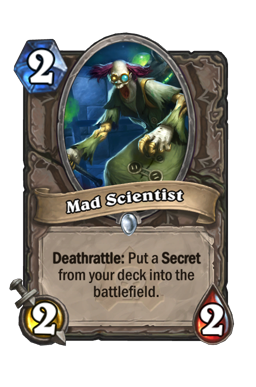 2
Mad Scientist
Deathrattle: Put a Secret
from your deck into the
battlefield.
2 2